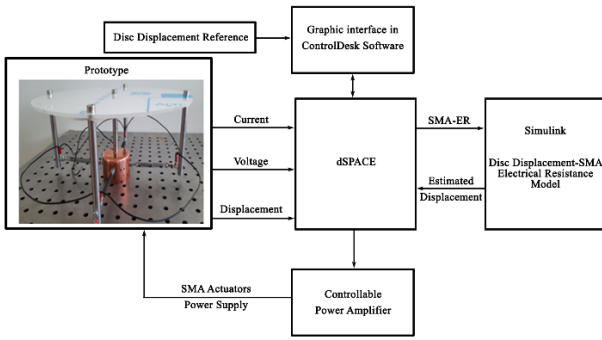 Disc Displacement Reference
Graphic interface in
ControlDesk Software
Prototype
Current
Voltage
Displacement
dSPACE
SMA-ER
Estimated
Displacement
Simulink
Disc Displacement-SMA
Electrical Resistance
Model
SMA Actuators
Power Supply
Controllable
Power Amplifier